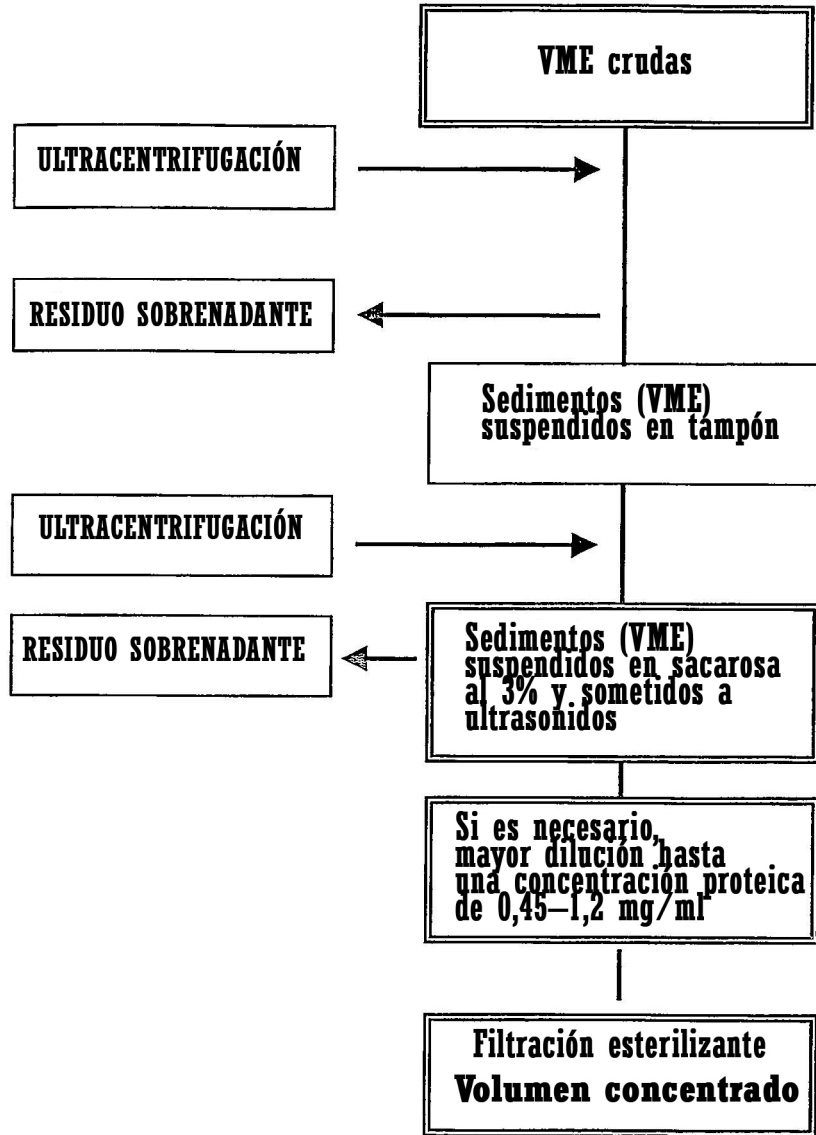 VME crudas
ULTRACENTRIFUGACIÓN
RESIDUO SOBRENADANTE
Sedimentos (VME)
suspendidos en tampón
ULTRACENTRIFUGACIÓN
RESIDUO SOBRENADANTE
Sedimentos (VME)
suspendidos en sacarosa
al 3% y sometidos a
ultrasonidos
Si es necesario,
mayor dilución hasta
una concentración proteica
de 0,45–1,2 mg/ml
Filtración esterilizante
Volumen concentrado